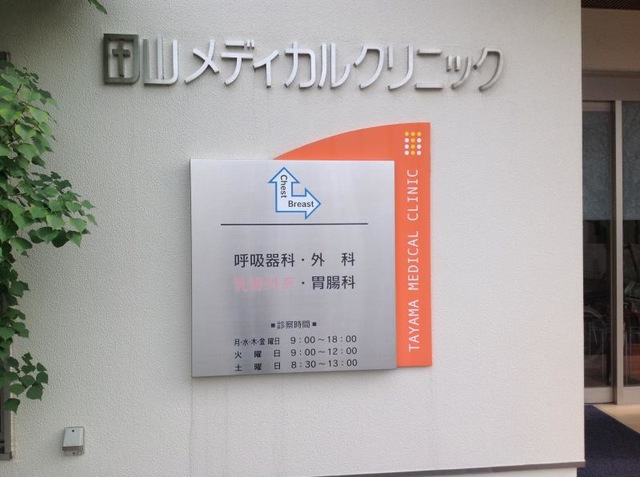 田山メディカルクリニック
Chest
Breast
呼吸器科・外 科
乳腺外来・胃腸科
■診察時間■
月・水・木・金 曜日 9：00〜18：00
火 曜 日 9：00〜12：00
土 曜 日 8：30〜13：00
TAYAMA MEDICAL CLINIC